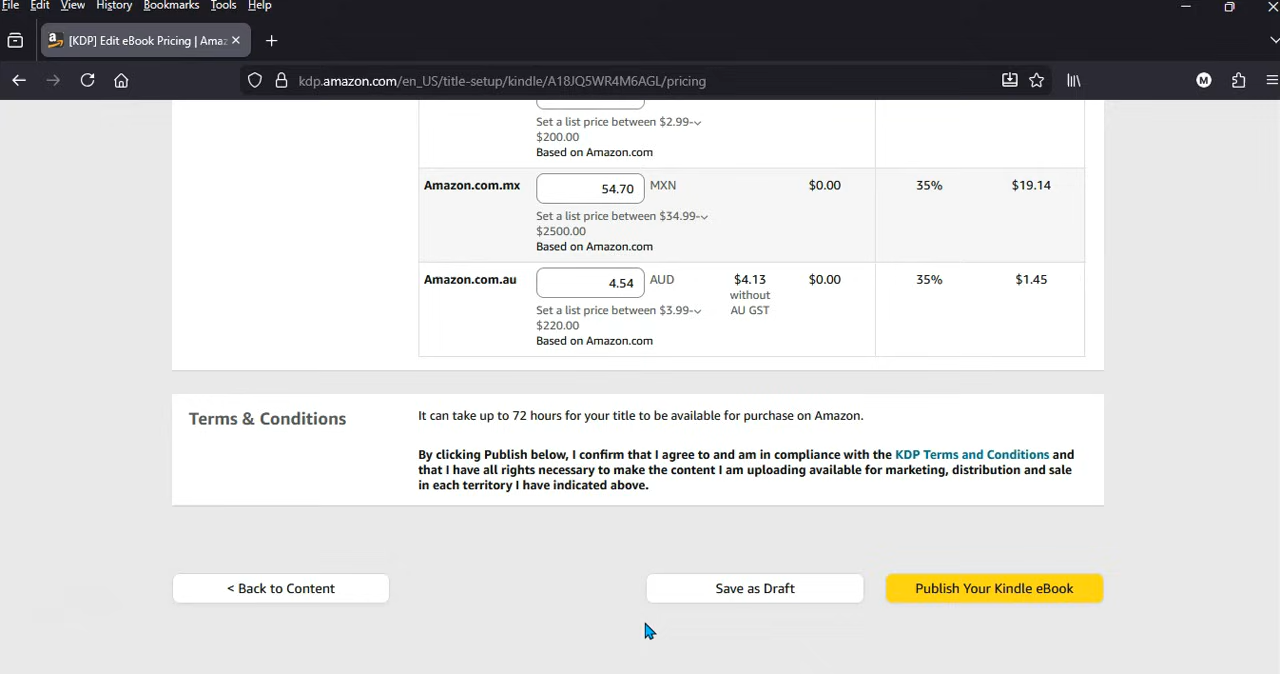 File Edit View History Bookmarks Tools Help
[KDP] Edit eBook Pricing | Ama
kdp.amazon.com/en_US/title-setup/kindle/A18JQ5WR4M6AGL/pricing
M
Set a list price between $2.99-
$200.00
Based on Amazon.com
Amazon.com.mx 54.70 MXN $0.00 35% $19.14
Set a list price between $34.99-
$2500.00
Based on Amazon.com
Amazon.com.au 4.54 AUD $4.13 $0.00 35% $1.45
without
AU GST
Set a list price between $3.99-
$220.00
Based on Amazon.com
Terms & Conditions
It can take up to 72 hours for your title to be available for purchase on Amazon.
By clicking Publish below, I confirm that I agree to and am in compliance with the KDP Terms and Conditions and
that I have all rights necessary to make the content I am uploading available for marketing, distribution and sale
in each territory I have indicated above.
< Back to Content Save as Draft Publish Your Kindle eBook